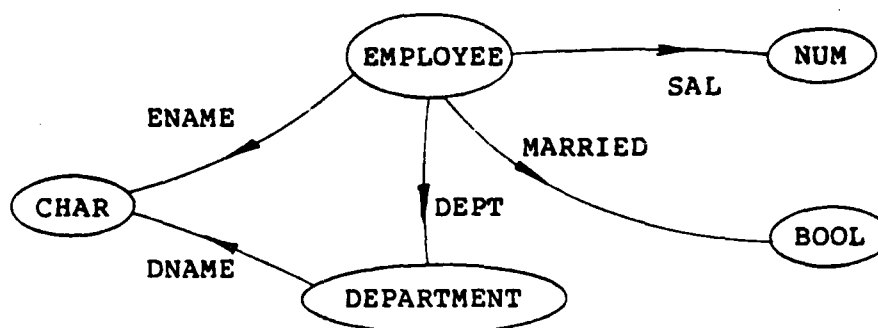 EMPLOYEE
NUM
SAL
ENAME
MARRIED
CHAR
DEPT
BOOL
DNAME
DEPARTMENT